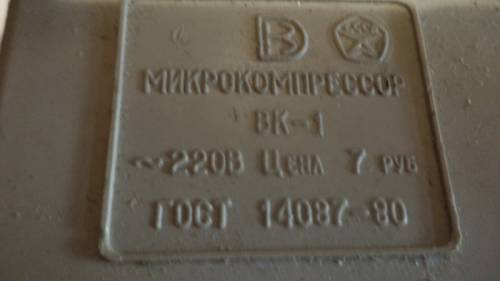 МИКРОКОМПРЕССОР
ВК-1
~220В ЦЕНА 7 РУБ
ГОСТ 14087-80